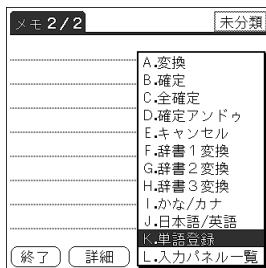 メモ 2/2
未分類
A.変換
B.確定
C.全確定
D.確定アンドゥ
E.キャンセル
F.辞書1変換
G.辞書2変換
H.辞書3変換
I.かな/カナ
J.日本語/英語
K.単語登録
L.入力パネル一覧
終了
詳細